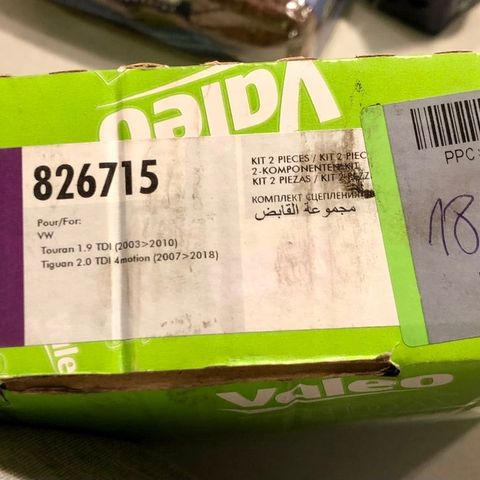 Valeo
826715
Pour/For:
VW
Touran 1.9 TDI (2003>2010)
Tiguan 2.0 TDI 4motion (2007>2018)
KIT 2 PIECES / KIT 2 PIEC
2-KOMPONENTEN-KIT
KIT 2 PIEZAS / KIT 2
КОМПЛЕКТ СЦЕПЛЕНИЯ
مجموعة القابض
PPC
18
Valeo
Valeo